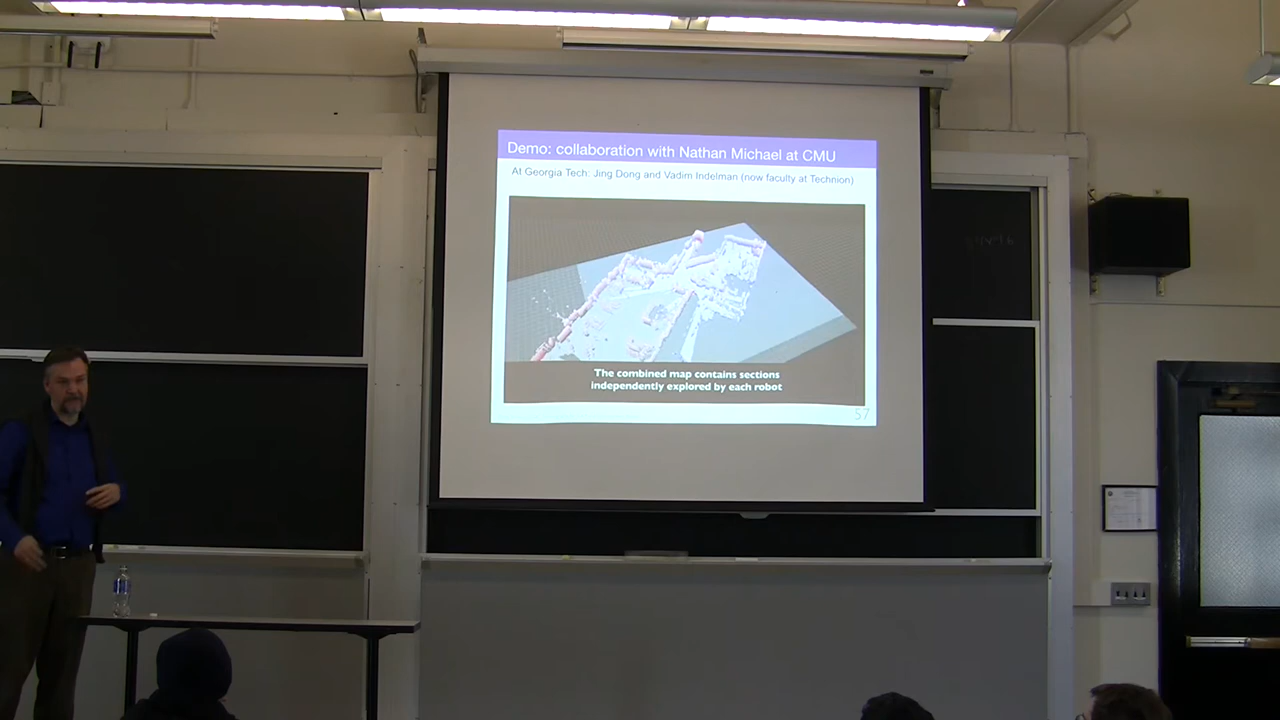 Demo: collaboration with Nathan Michael at CMU
At Georgia Tech: Jing Dong and Vadim Indelman (now faculty at Technion)
The combined map contains sections
independently explored by each robot
57